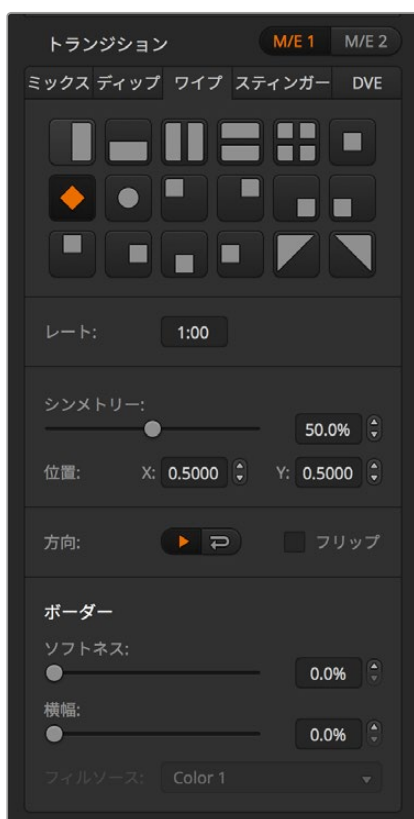 トランジション M/E 1 M/E 2
ミックス ディップ ワイプ スティンガー DVE
レート: 1:00
シンメトリー:
50.0%
位置: X: 0.5000 Y: 0.5000
方向: フリップ
ボーダー
ソフトネス:
0.0%
横幅:
0.0%
フィルソース: Color 1